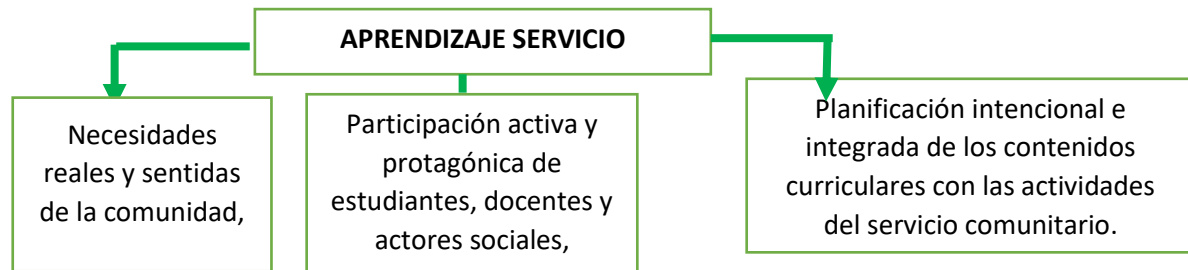 APRENDIZAJE SERVICIO
Necesidades
reales y sentidas
de la comunidad,
Participación activa y
protagónica de
estudiantes, docentes y
actores sociales,
Planificación intencional e
integrada de los contenidos
curriculares con las actividades
del servicio comunitario.